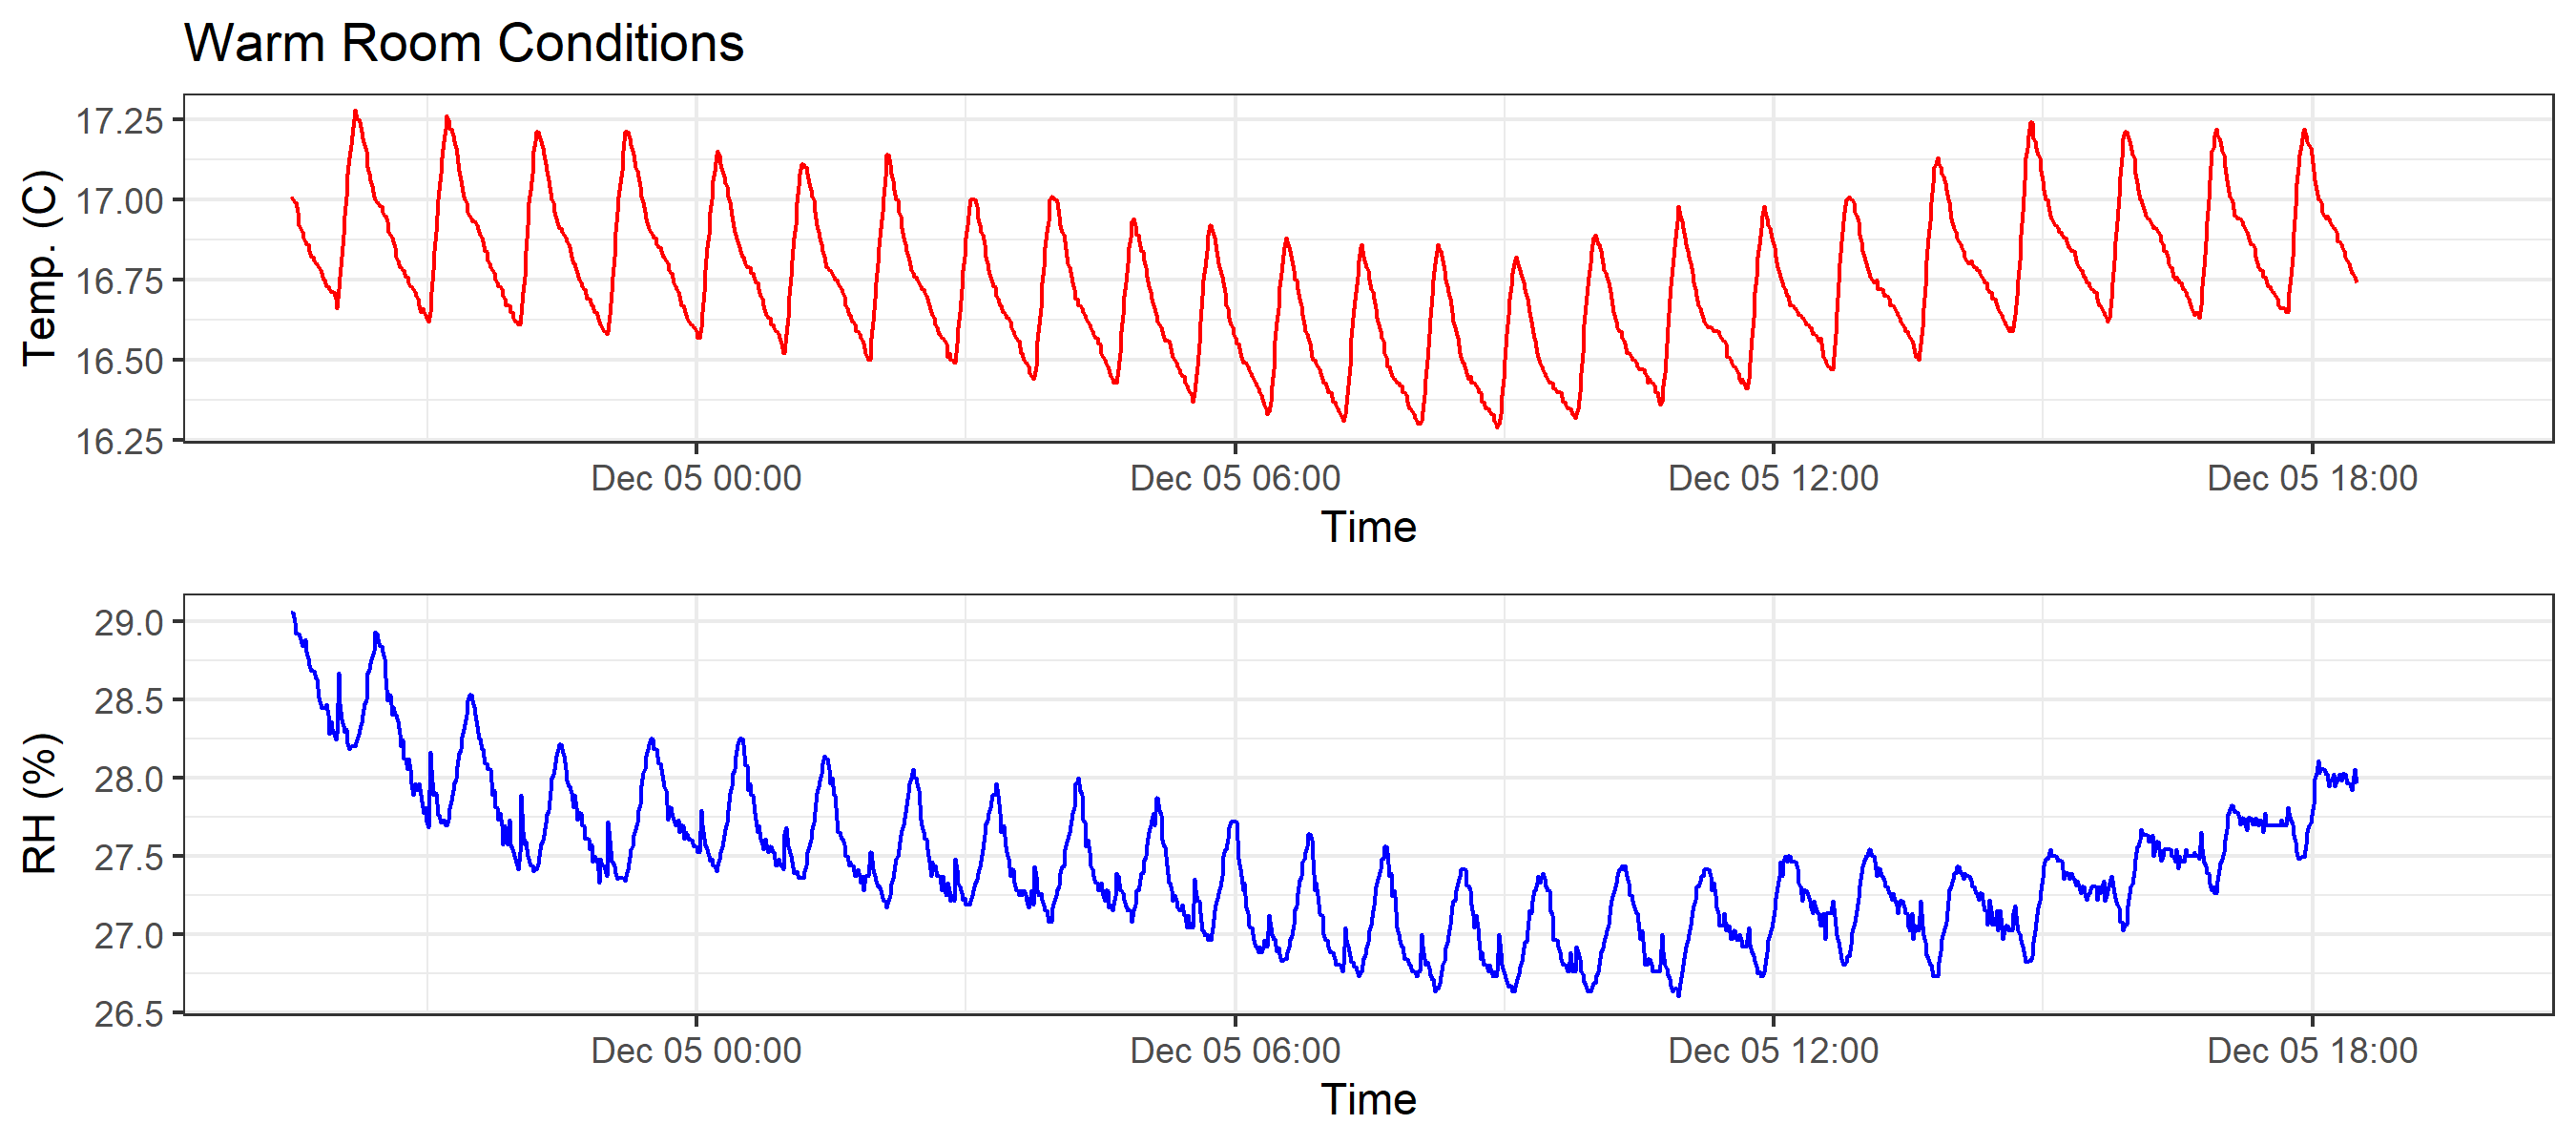 Warm Room Conditions
Temp. (C)
17.25
17.00
16.75
16.50
16.25
Dec 05 00:00 Dec 05 06:00 Dec 05 12:00 Dec 05 18:00
Time
RH (%)
29.0
28.5
28.0
27.5
27.0
26.5
Dec 05 00:00 Dec 05 06:00 Dec 05 12:00 Dec 05 18:00
Time